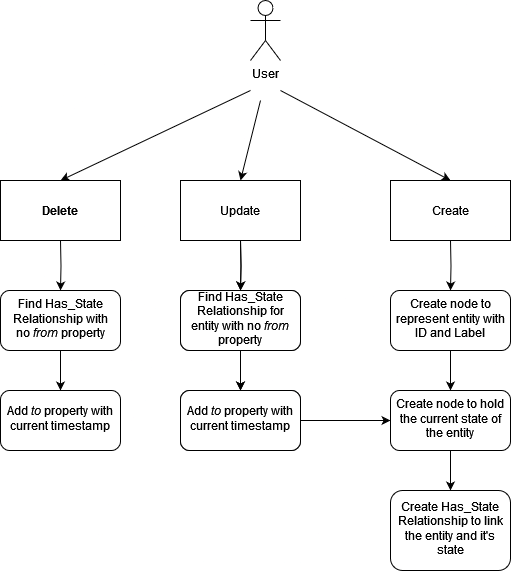 User
Delete
Update
Create
Find Has_State
Relationship with
no from property
Find Has_State
Relationship for
entity with no from
property
Create node to
represent entity with
ID and Label
Add to property with
current timestamp
Add to property with
current timestamp
Create node to hold
the current state of
the entity
Create Has_State
Relationship to link
the entity and it's
state